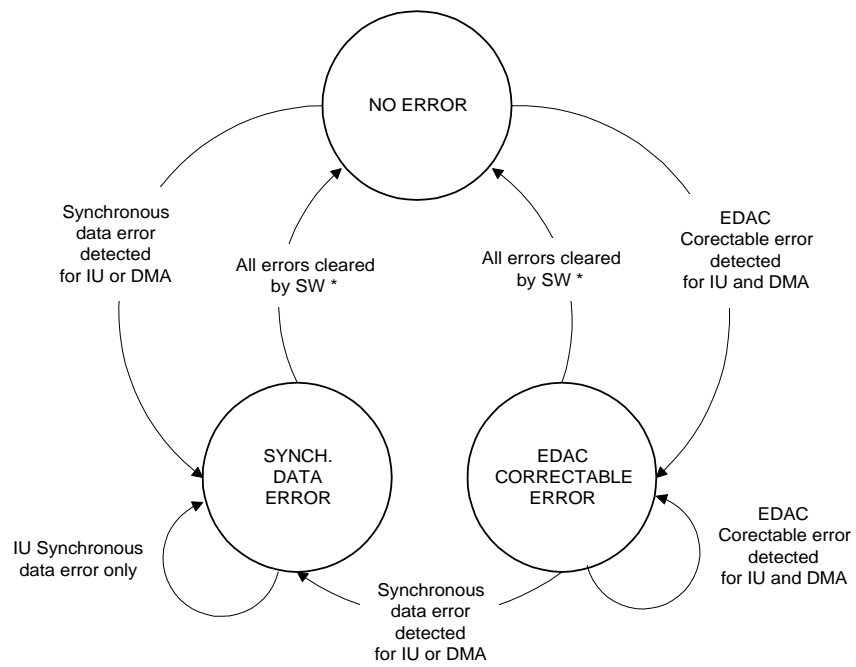 NO ERROR
Synchronous
data error
detected
for IU or DMA
EDAC
Corectable error
detected
for IU and DMA
All errors cleared
by SW *
All errors cleared
by SW *
SYNCH.
DATA
ERROR
EDAC
CORRECTABLE
ERROR
IU Synchronous
data error only
EDAC
Corectable error
detected
for IU and DMA
Synchronous
data error
detected
for IU or DMA